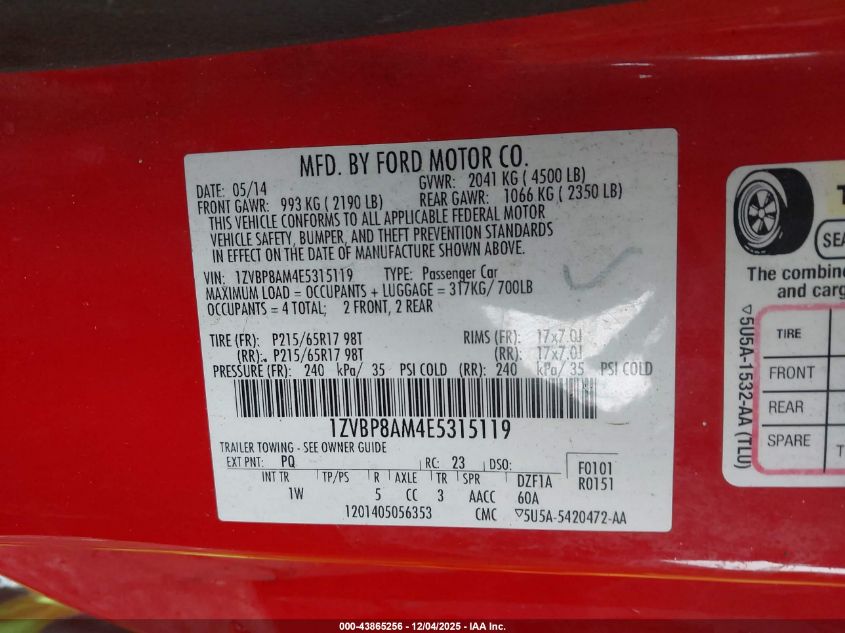 MFD. BY FORD MOTOR CO.
DATE: 05/14 GVWR: 2041 KG ( 4500 LB)
FRONT GAWR: 993 KG ( 2190 LB) REAR GAWR: 1066 KG ( 2350 LB)
THIS VEHICLE CONFORMS TO ALL APPLICABLE FEDERAL MOTOR
VEHICLE SAFETY, BUMPER, AND THEFT PREVENTION STANDARDS
IN EFFECT ON THE DATE OF MANUFACTURE SHOWN ABOVE.
VIN: 1ZVBP8AM4E5315119 TYPE: Passenger Car
MAXIMUM LOAD = OCCUPANTS + LUGGAGE = 317KG/ 700LB
OCCUPANTS = 4 TOTAL; 2 FRONT, 2 REAR
TIRE (FR): P215/65R17 98T RIMS (FR): 17x7.0J
(RR): P215/65R17 98T (RR): 17x7.0J
PRESSURE (FR): 240 kPa/ 35 PSI COLD (RR): 240 kPa/ 35 PSI COLD
1ZVBP8AM4E5315119
TRAILER TOWING - SEE OWNER GUIDE
EXT PNT: PQ RC: 23 DSO: F0101
R0151
INT TR TP/PS R AXLE TR SPR DZF1A
1W 5 CC 3 AACC 60A
1201405056353 CMC ▽5U5A-5420472-AA
SEA
The combin
and carg
TIRE
FRONT
REAR
SPARE
▽5U5A-1532-AA (TLU)
000-43865256 - 12/04/2025 - IAA Inc.